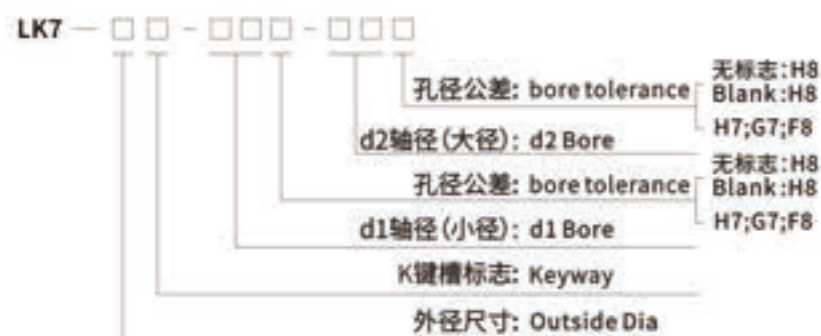 LK7 — □ □ - □□□ - □□□
孔径公差: bore tolerance
无标志:H8
Blank:H8
H7;G7;F8
d2轴径(大径): d2 Bore
孔径公差: bore tolerance
无标志:H8
Blank:H8
H7;G7;F8
d1轴径(小径): d1 Bore
K键槽标志: Keyway
外径尺寸: Outside Dia